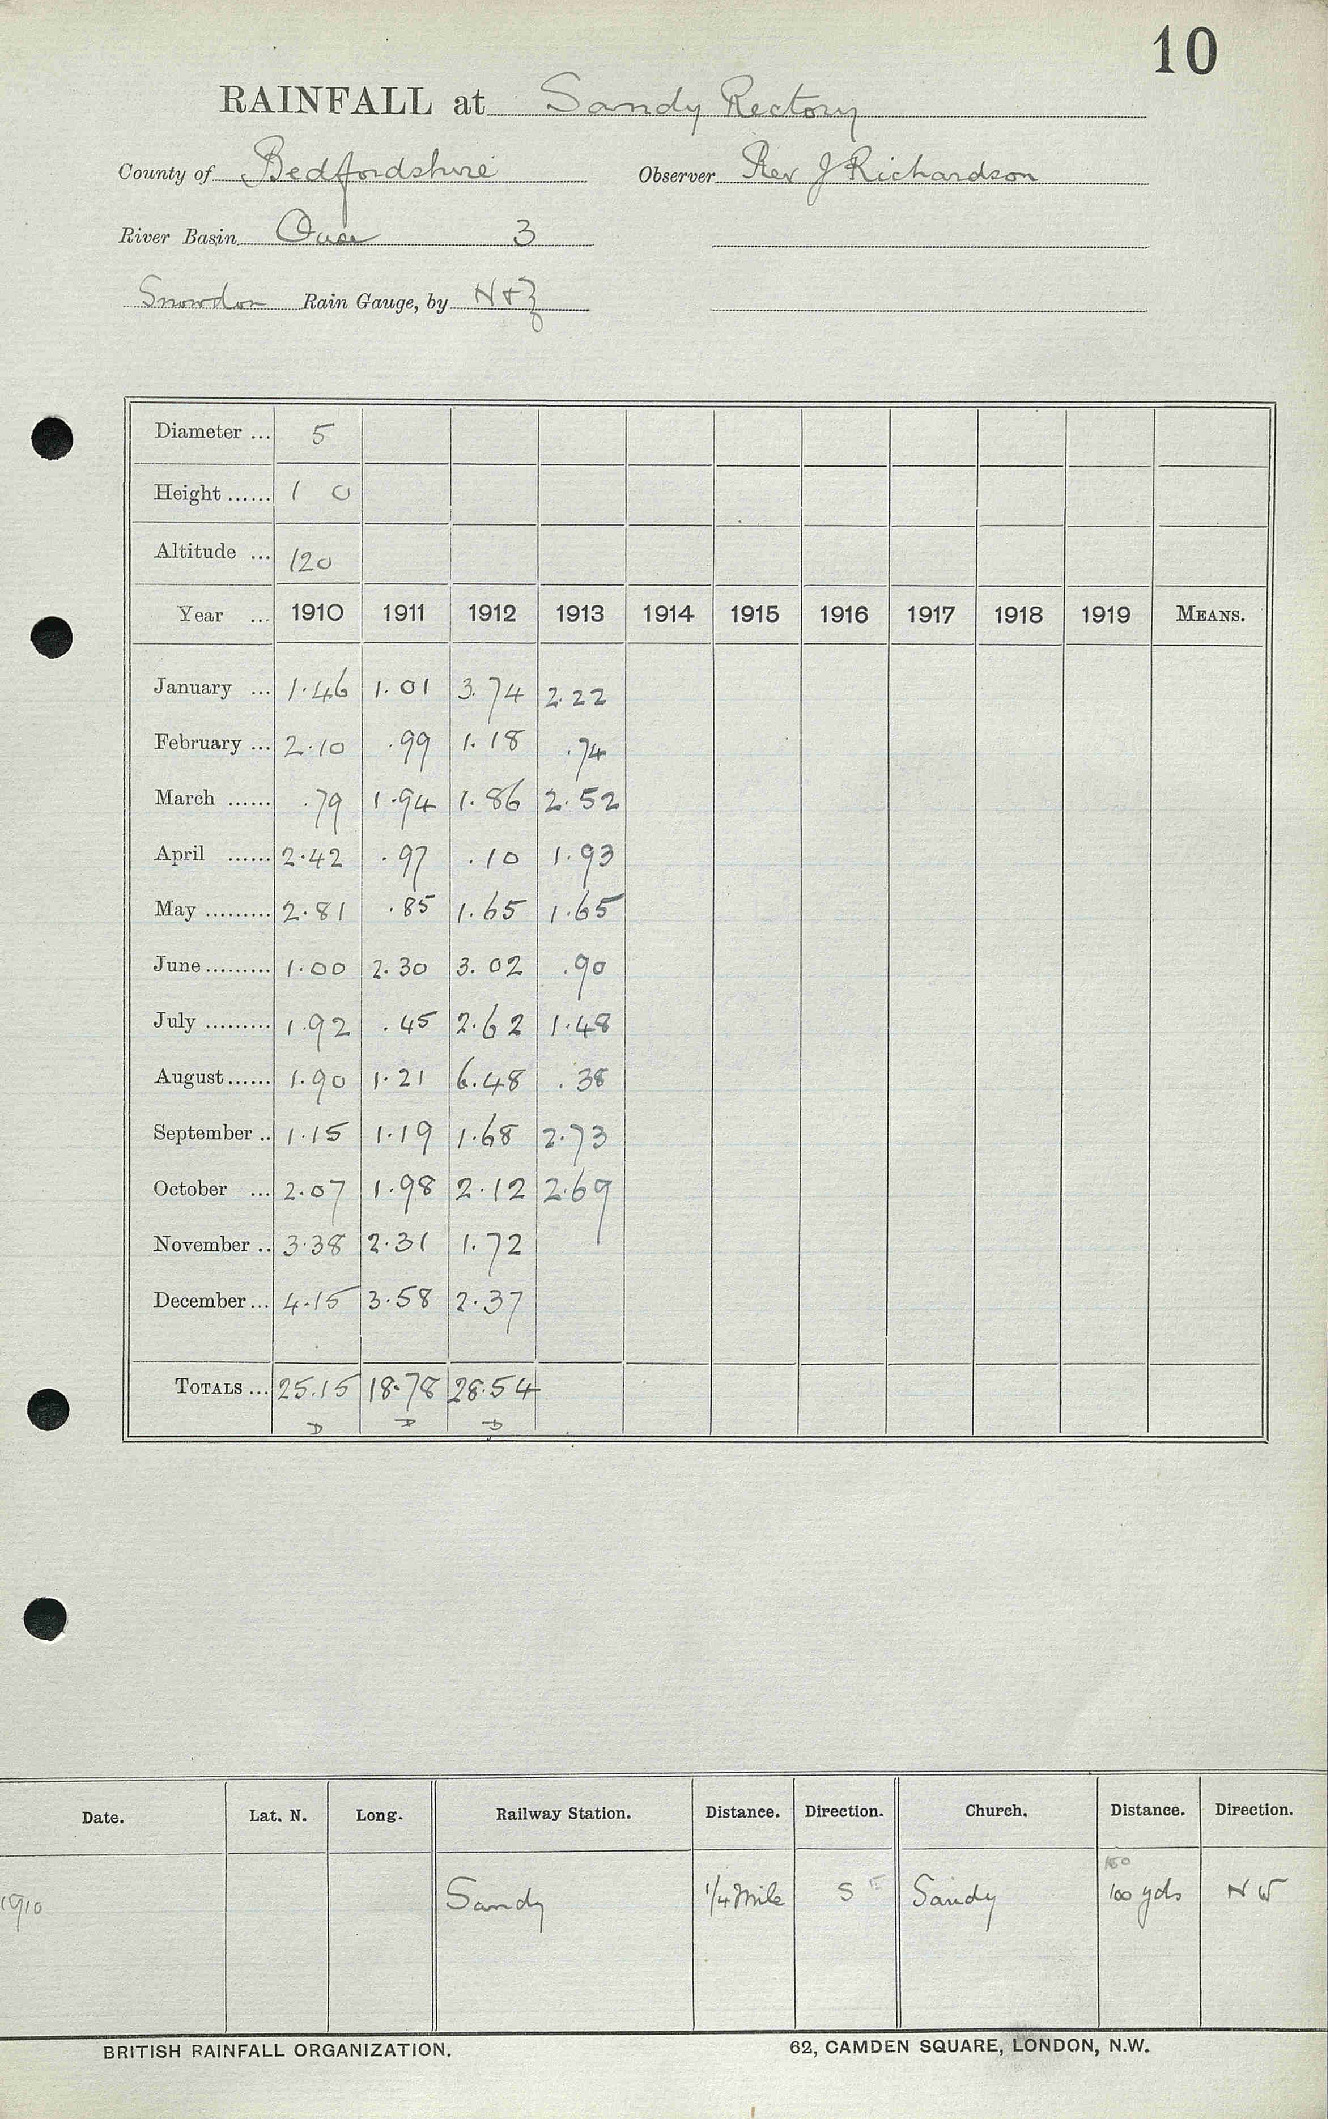 10
RAINFALL at Sandy Rectory
County of Bedfordshire Observer Rev J Richardson
River Basin Ouse 3
Snowdon Rain Gauge, by N & Z
Diameter ... 5
Height ...... 1 0
Altitude ... 120
Year ... 1910 1911 1912 1913 1914 1915 1916 1917 1918 1919 MEANS.
January ... 1.46 1.01 3.74 2.22
February ... 2.10 .99 1.18 .74
March ...... .79 1.94 1.86 2.52
April ...... 2.42 .97 .10 1.93
May ......... 2.81 .85 1.65 1.65
June ......... 1.00 2.30 3.02 .90
July ......... 1.92 .45 2.62 1.48
August ...... 1.90 1.21 6.48 .38
September .. 1.15 1.19 1.68 2.73
October ... 2.07 1.98 2.12 2.69
November .. 3.38 2.31 1.72
December ... 4.15 3.58 2.37
TOTALS ... 25.15 18.78 28.54
D D D
Date. Lat. N. Long. Railway Station. Distance. Direction. Church. Distance. Direction.
150
1910 Sandy 1/4 Mile S E Sandy 100 yds N W
BRITISH RAINFALL ORGANIZATION. 62, CAMDEN SQUARE, LONDON, N.W.